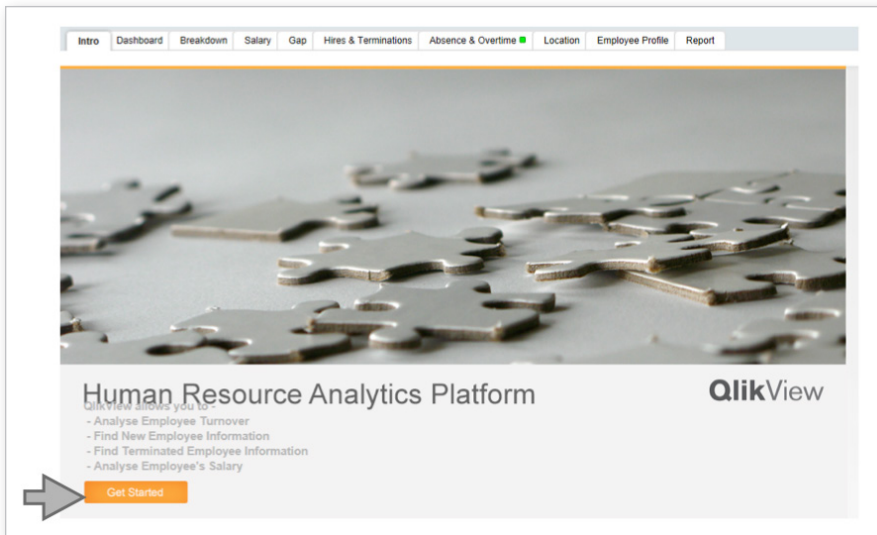 Intro Dashboard Breakdown Salary Gap Hires & Terminations Absence & Overtime Location Employee Profile Report
Human Resource Analytics Platform
QlikView
QlikView allows you to -
- Analyse Employee Turnover
- Find New Employee Information
- Find Terminated Employee Information
- Analyse Employee's Salary
Get Started